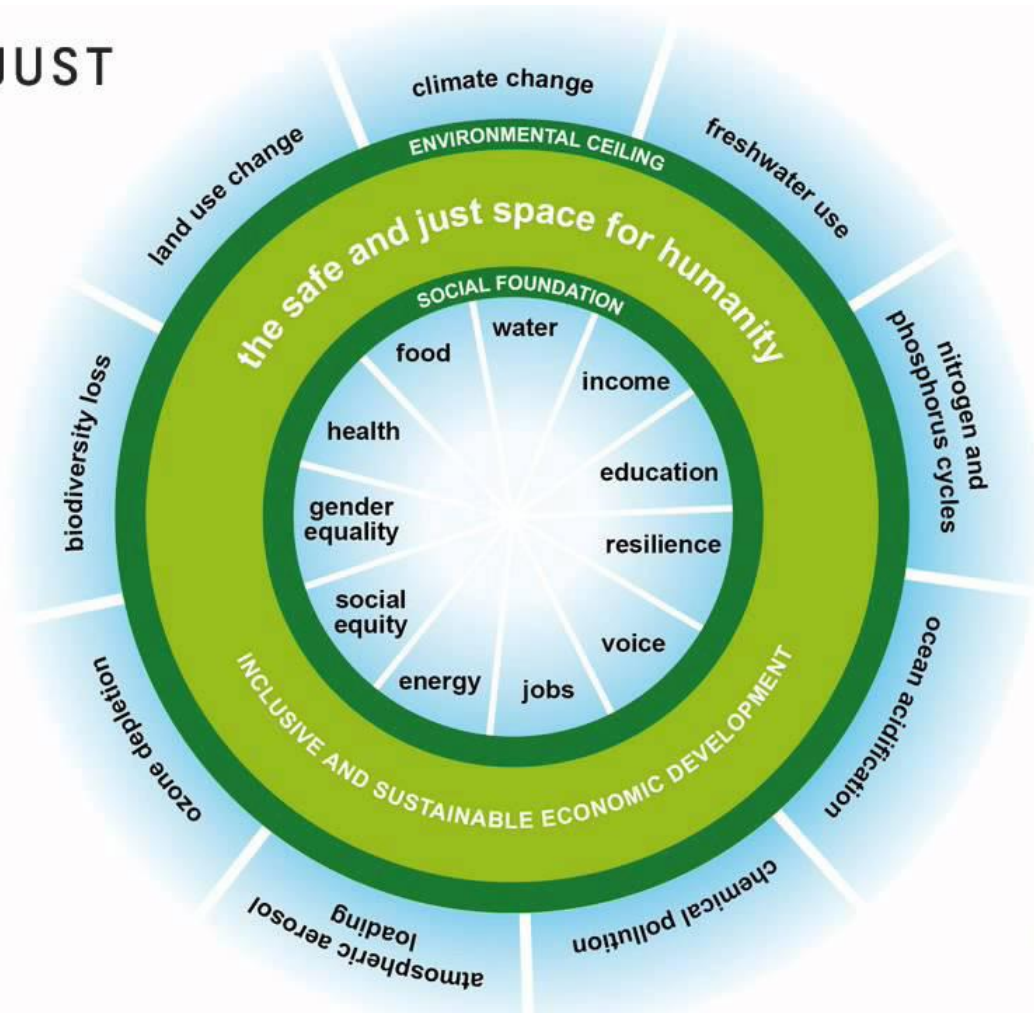 JUST
climate change
freshwater use
nitrogen and
phosphorus cycles
ocean acidification
chemical pollution
atmospheric aerosol
loading
ozone depletion
biodiversity loss
land use change
ENVIRONMENTAL CEILING
the safe and just space for humanity
SOCIAL FOUNDATION
water
income
education
resilience
voice
jobs
energy
social
equity
gender
equality
health
food
INCLUSIVE AND SUSTAINABLE ECONOMIC DEVELOPMENT